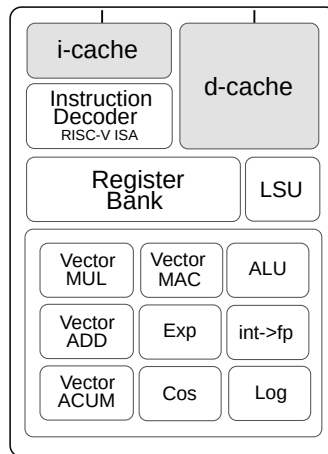 i-cache
d-cache
Instruction
Decoder
RISC-V ISA
Register
Bank
LSU
Vector
MUL
Vector
MAC
ALU
Vector
ADD
Exp
int->fp
Vector
ACUM
Cos
Log